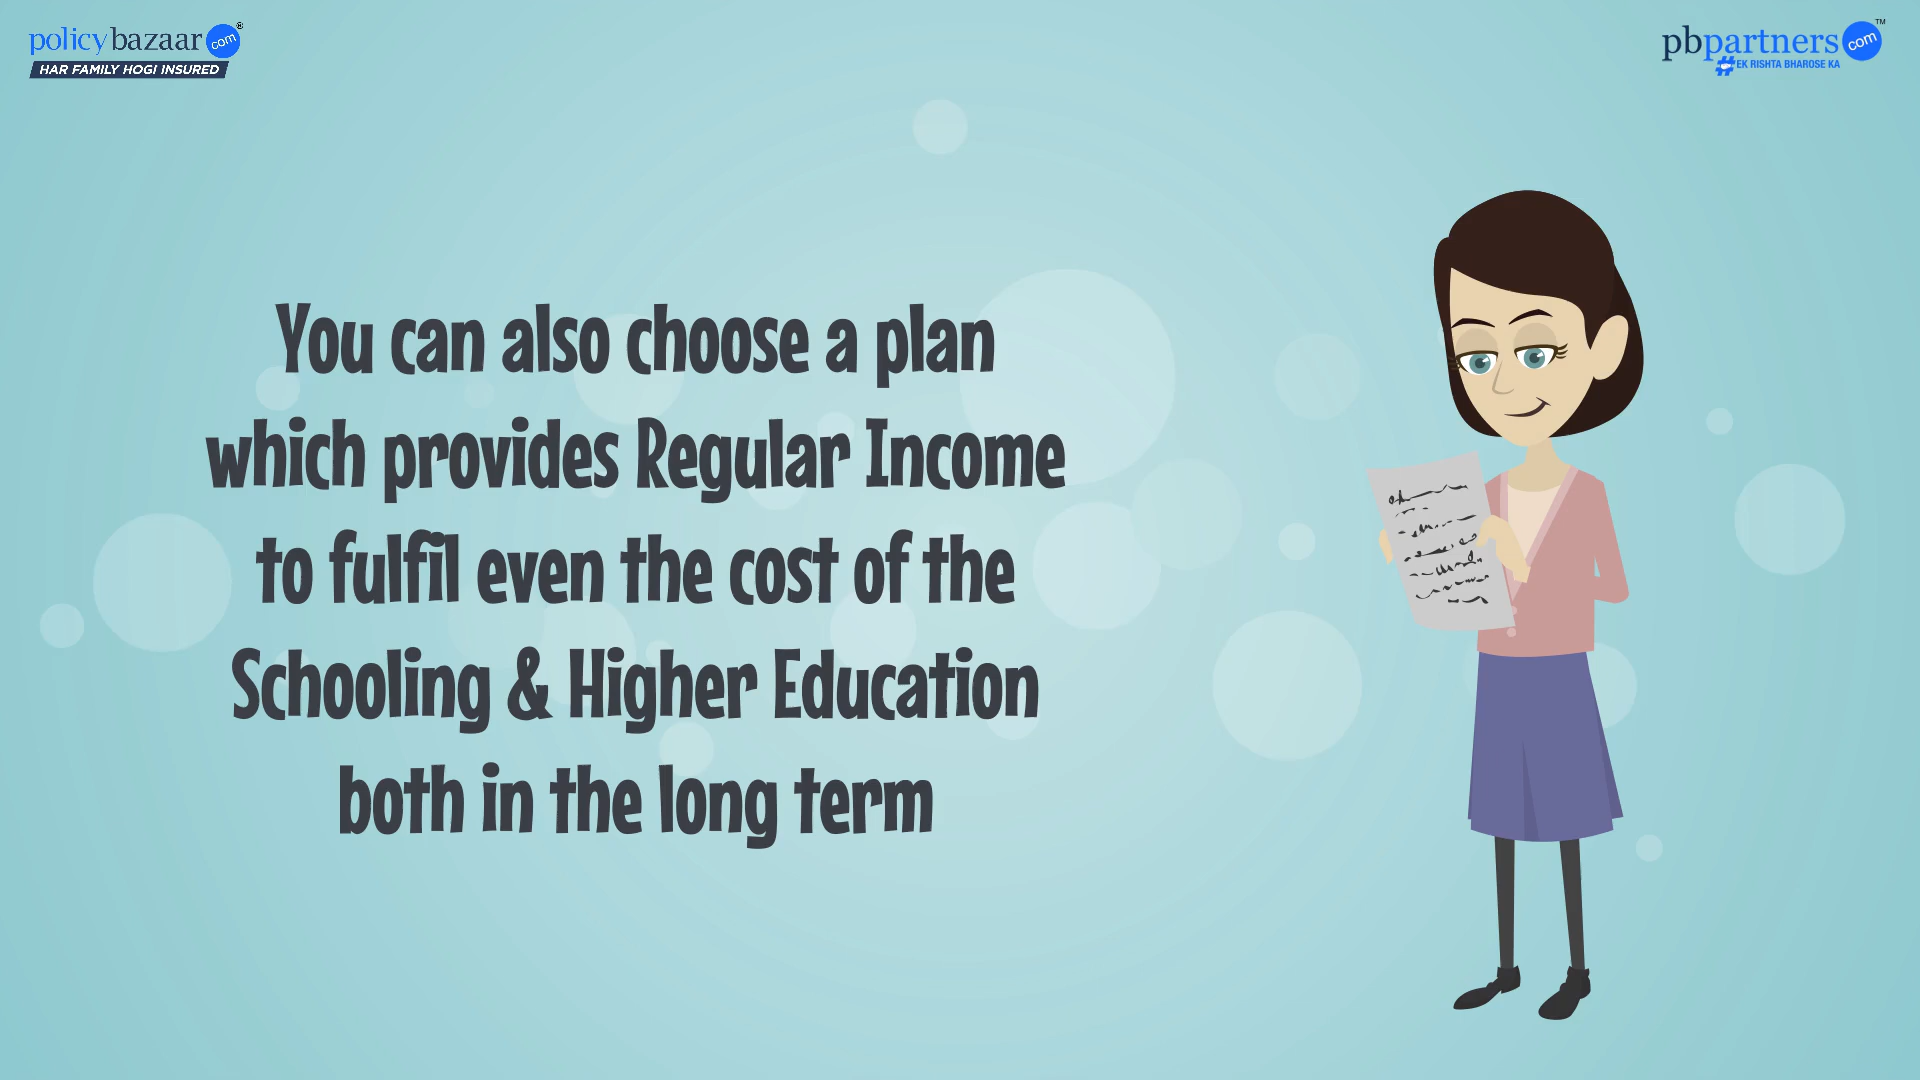 policybazaar com
HAR FAMILY HOGI INSURED
pbpartners com
#EK RISHTA BHAROSE KA
You can also choose a plan
which provides Regular Income
to fulfil even the cost of the
Schooling & Higher Education
both in the long term